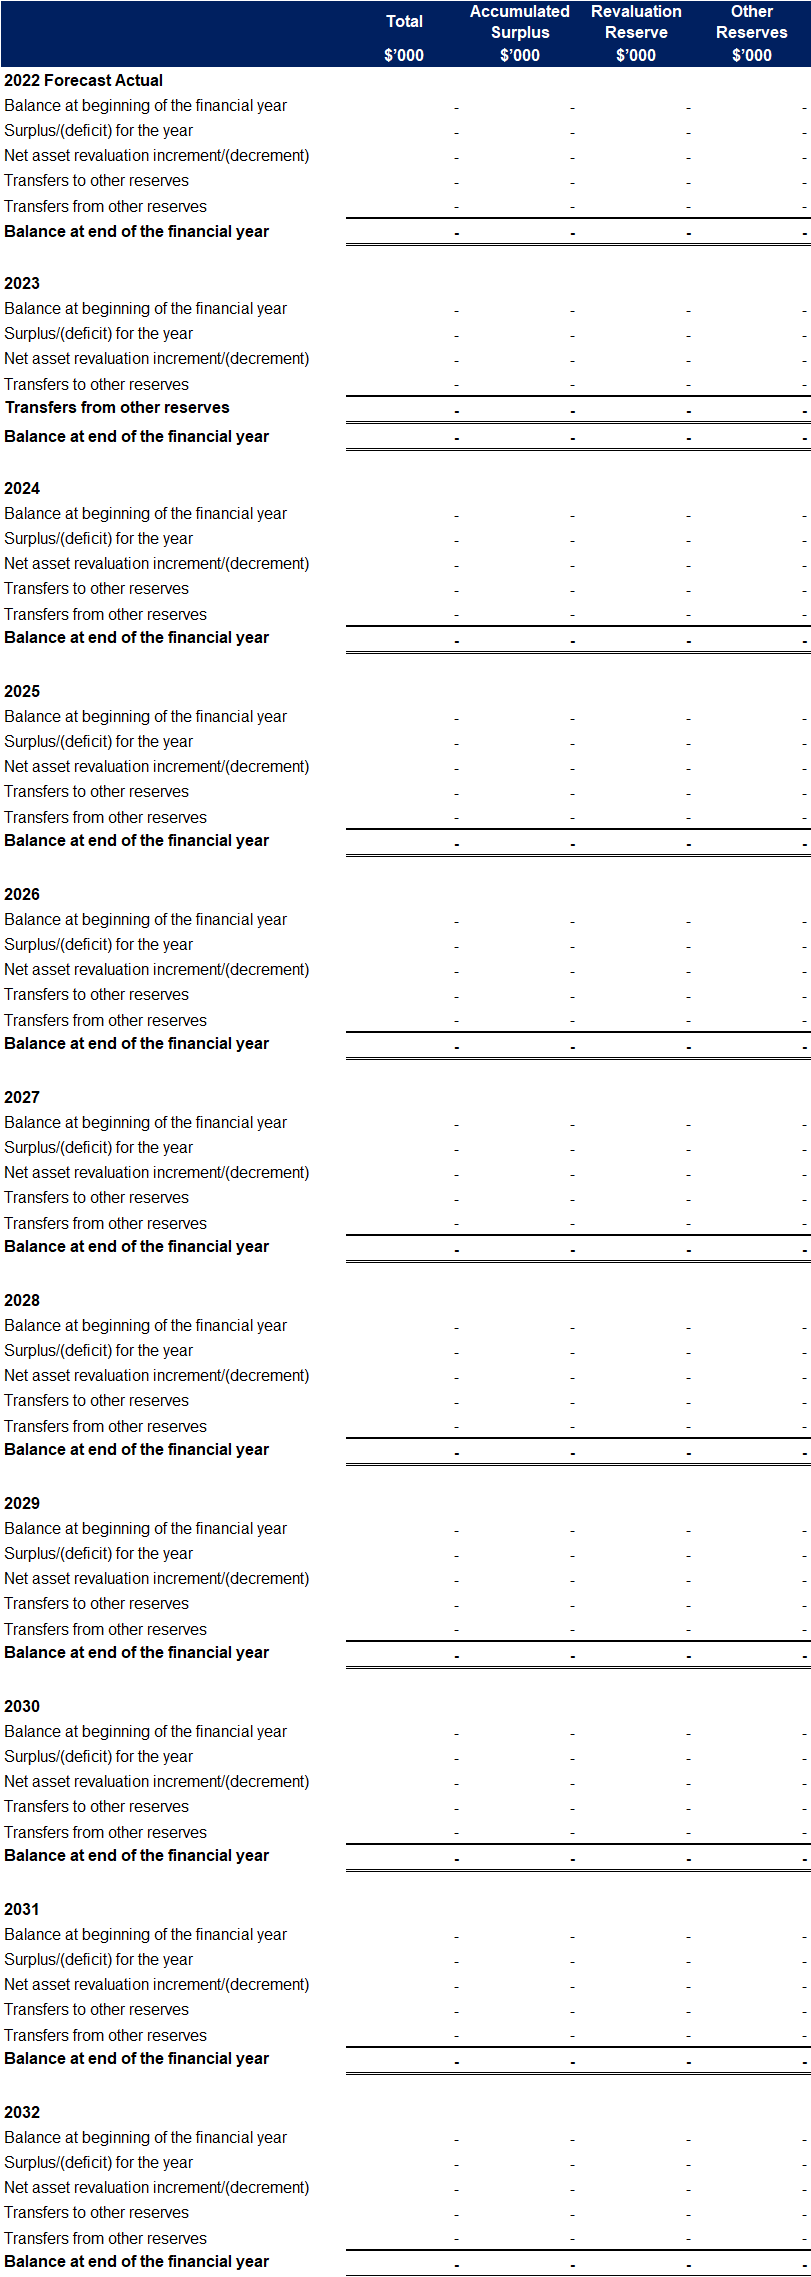 Total Accumulated Surplus Revaluation Reserve Other Reserves
$’000 $’000 $’000 $’000
2022 Forecast Actual
Balance at beginning of the financial year - - - -
Surplus/(deficit) for the year - - - -
Net asset revaluation increment/(decrement) - - - -
Transfers to other reserves - - - -
Transfers from other reserves - - - -
Balance at end of the financial year - - - -
2023
Balance at beginning of the financial year - - - -
Surplus/(deficit) for the year - - - -
Net asset revaluation increment/(decrement) - - - -
Transfers to other reserves - - - -
Transfers from other reserves - - - -
Balance at end of the financial year - - - -
2024
Balance at beginning of the financial year - - - -
Surplus/(deficit) for the year - - - -
Net asset revaluation increment/(decrement) - - - -
Transfers to other reserves - - - -
Transfers from other reserves - - - -
Balance at end of the financial year - - - -
2025
Balance at beginning of the financial year - - - -
Surplus/(deficit) for the year - - - -
Net asset revaluation increment/(decrement) - - - -
Transfers to other reserves - - - -
Transfers from other reserves - - - -
Balance at end of the financial year - - - -
2026
Balance at beginning of the financial year - - - -
Surplus/(deficit) for the year - - - -
Net asset revaluation increment/(decrement) - - - -
Transfers to other reserves - - - -
Transfers from other reserves - - - -
Balance at end of the financial year - - - -
2027
Balance at beginning of the financial year - - - -
Surplus/(deficit) for the year - - - -
Net asset revaluation increment/(decrement) - - - -
Transfers to other reserves - - - -
Transfers from other reserves - - - -
Balance at end of the financial year - - - -
2028
Balance at beginning of the financial year - - - -
Surplus/(deficit) for the year - - - -
Net asset revaluation increment/(decrement) - - - -
Transfers to other reserves - - - -
Transfers from other reserves - - - -
Balance at end of the financial year - - - -
2029
Balance at beginning of the financial year - - - -
Surplus/(deficit) for the year - - - -
Net asset revaluation increment/(decrement) - - - -
Transfers to other reserves - - - -
Transfers from other reserves - - - -
Balance at end of the financial year - - - -
2030
Balance at beginning of the financial year - - - -
Surplus/(deficit) for the year - - - -
Net asset revaluation increment/(decrement) - - - -
Transfers to other reserves - - - -
Transfers from other reserves - - - -
Balance at end of the financial year - - - -
2031
Balance at beginning of the financial year - - - -
Surplus/(deficit) for the year - - - -
Net asset revaluation increment/(decrement) - - - -
Transfers to other reserves - - - -
Transfers from other reserves - - - -
Balance at end of the financial year - - - -
2032
Balance at beginning of the financial year - - - -
Surplus/(deficit) for the year - - - -
Net asset revaluation increment/(decrement) - - - -
Transfers to other reserves - - - -
Transfers from other reserves - - - -
Balance at end of the financial year - - - -